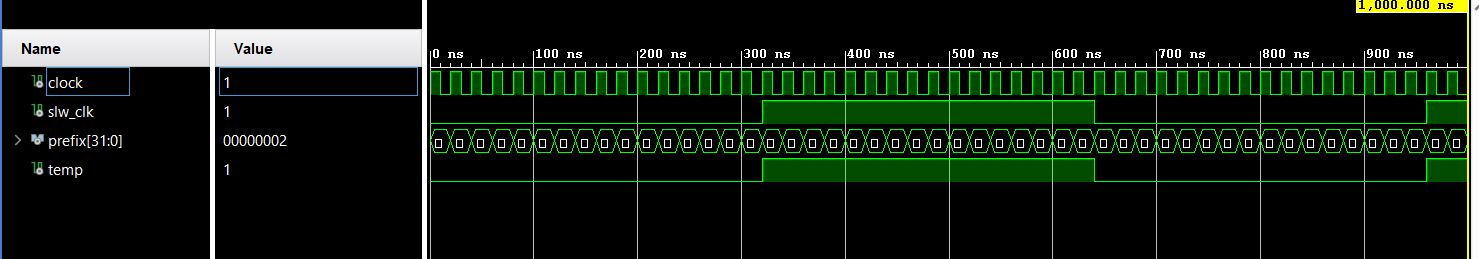 1,000.000 ns
Name Value
0 ns 100 ns 200 ns 300 ns 400 ns 500 ns 600 ns 700 ns 800 ns 900 ns
clock 1
slw_clk 1
prefix[31:0] 00000002
temp 1